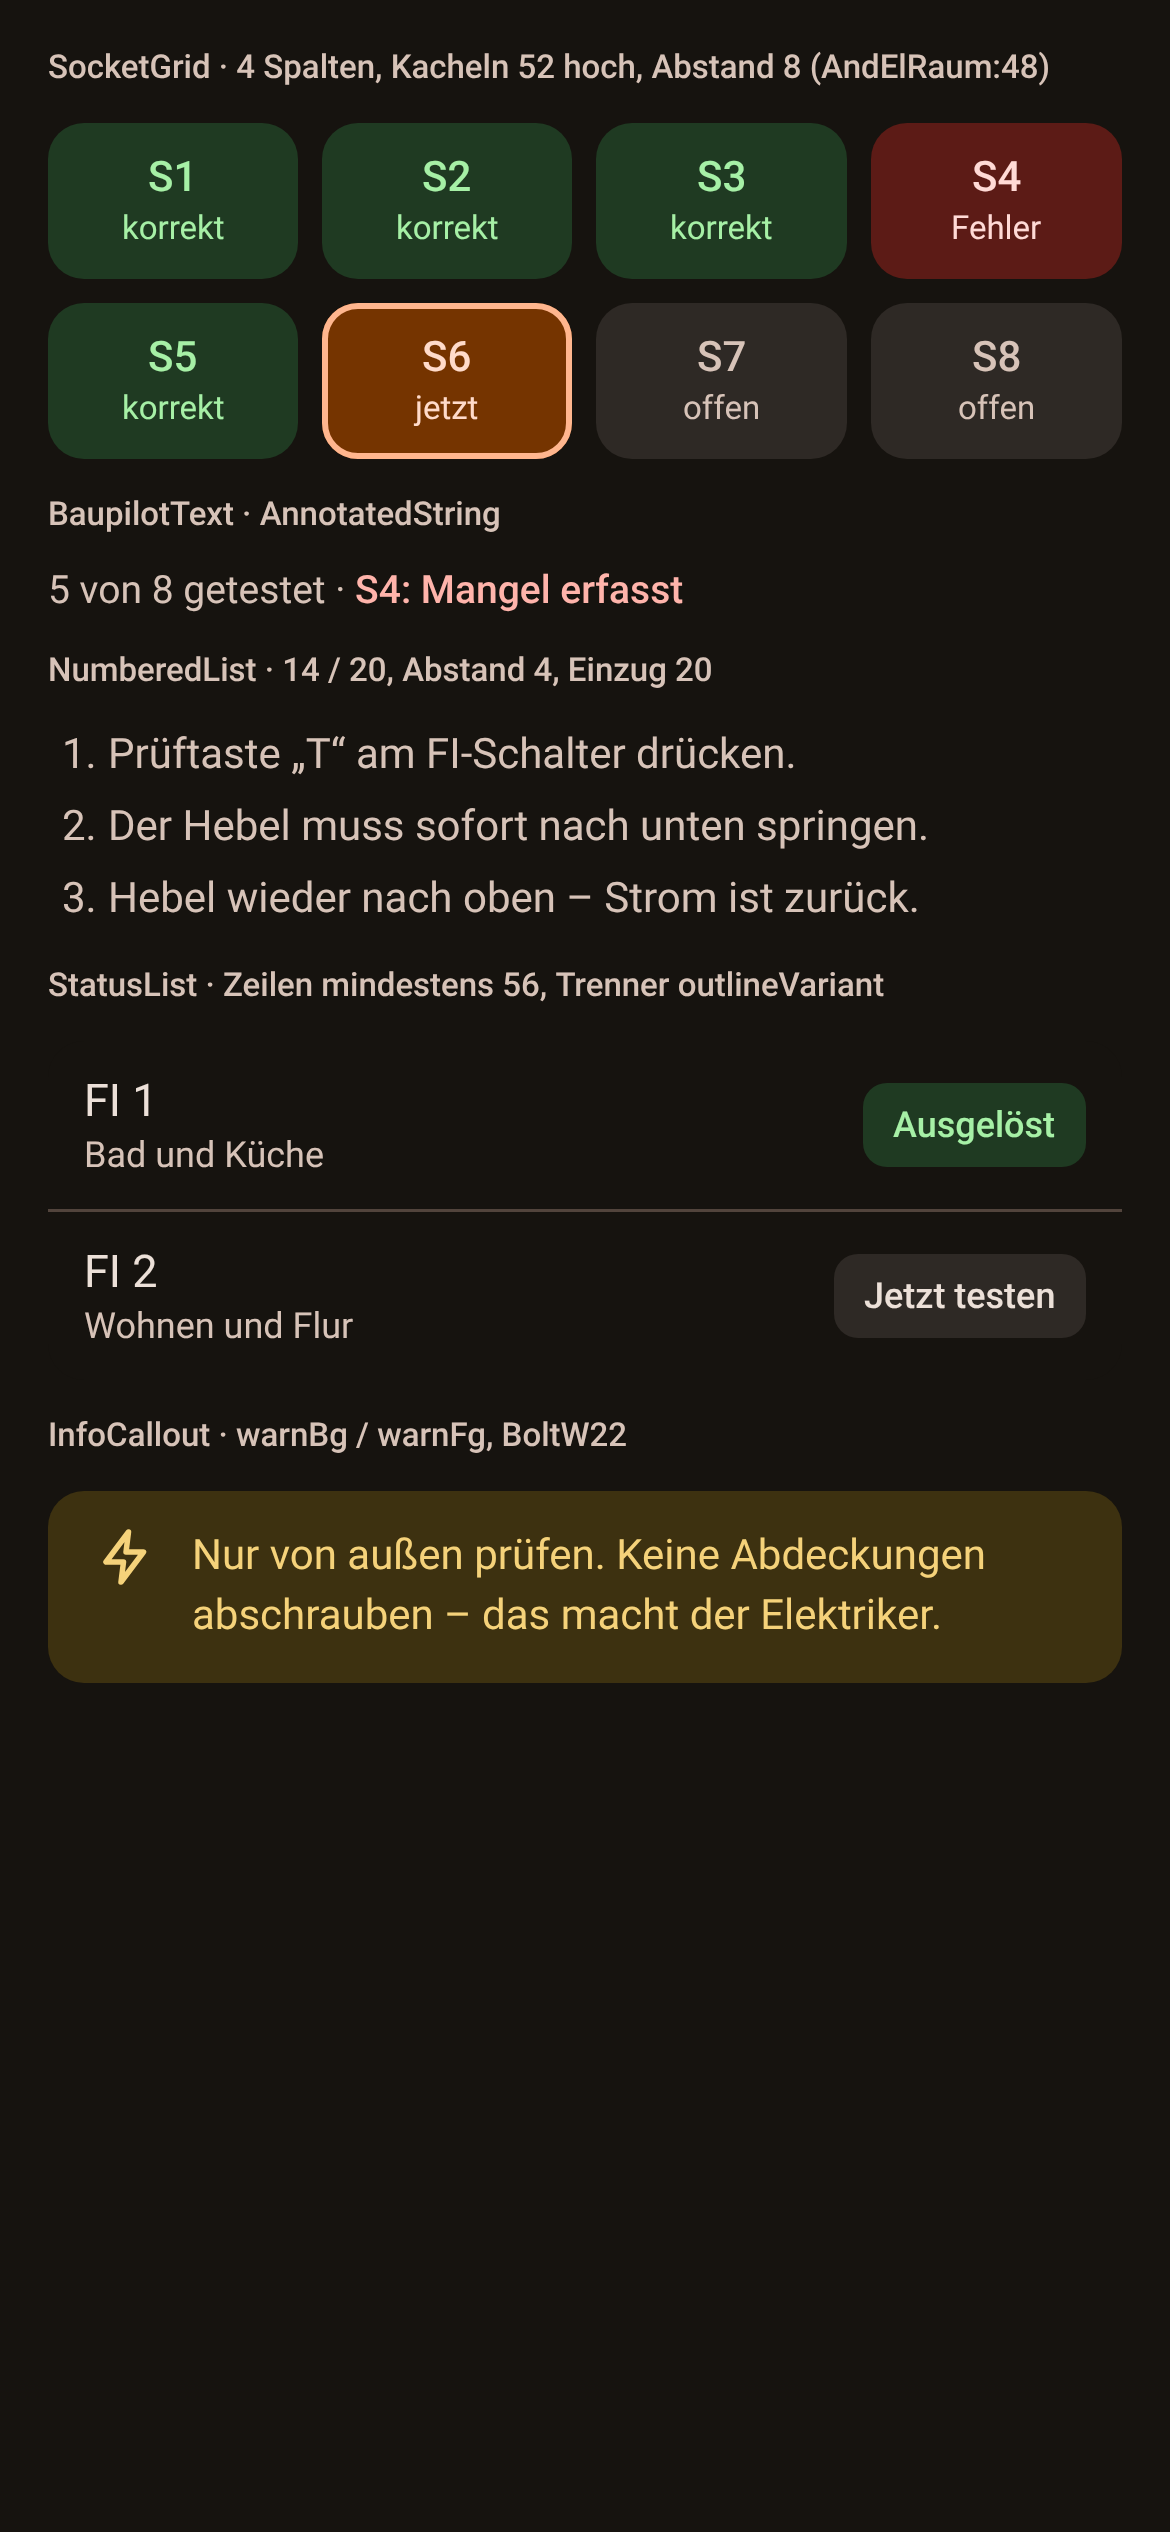 SocketGrid · 4 Spalten, Kacheln 52 hoch, Abstand 8 (AndElRaum:48)
S1 S2 S3 S4
korrekt korrekt korrekt Fehler
S5 S6 S7 S8
korrekt jetzt offen offen
BaupilotText · AnnotatedString
5 von 8 getestet · S4: Mangel erfasst
NumberedList · 14 / 20, Abstand 4, Einzug 20
1. Prüftaste „T“ am FI-Schalter drücken.
2. Der Hebel muss sofort nach unten springen.
3. Hebel wieder nach oben – Strom ist zurück.
StatusList · Zeilen mindestens 56, Trenner outlineVariant
FI 1
Bad und Küche
Ausgelöst
FI 2
Wohnen und Flur
Jetzt testen
InfoCallout · warnBg / warnFg, BoltW22
Nur von außen prüfen. Keine Abdeckungen
abschrauben – das macht der Elektriker.